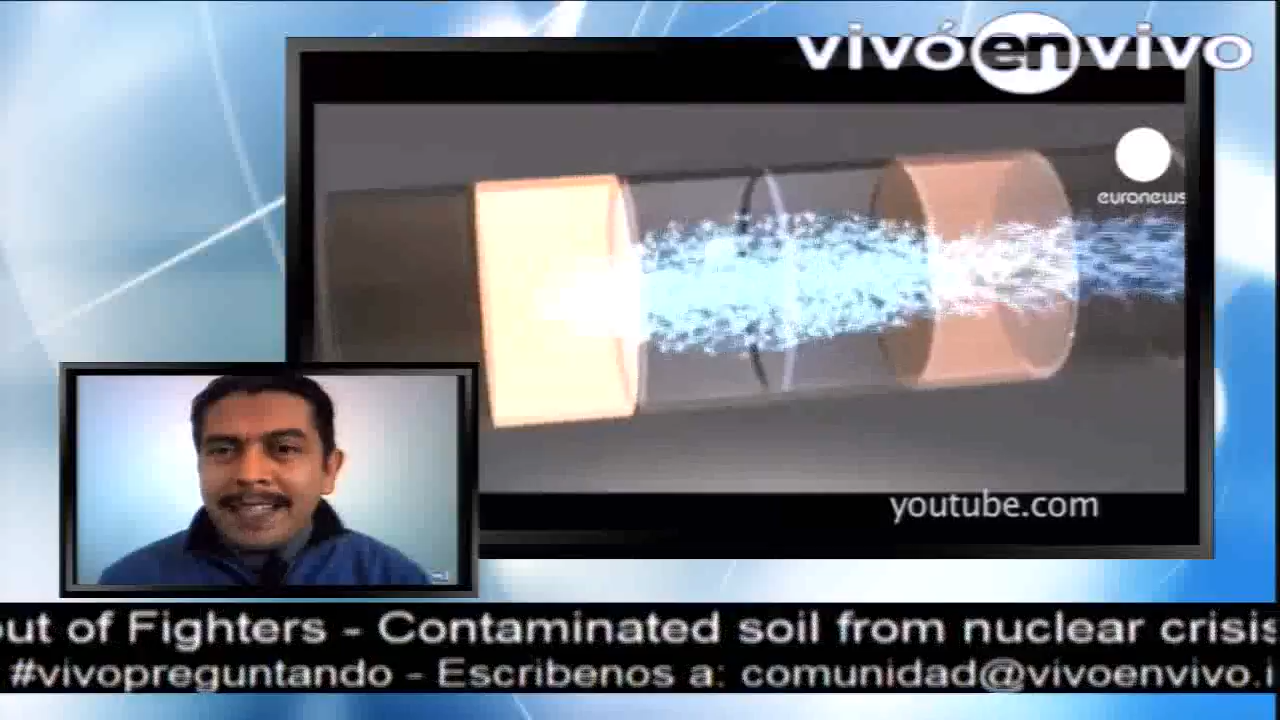 vivóenvivo
euronews
youtube.com
out of Fighters - Contaminated soil from nuclear crisis
#vivopreguntando - Escribenos a: comunidad@vivoenvivo.i